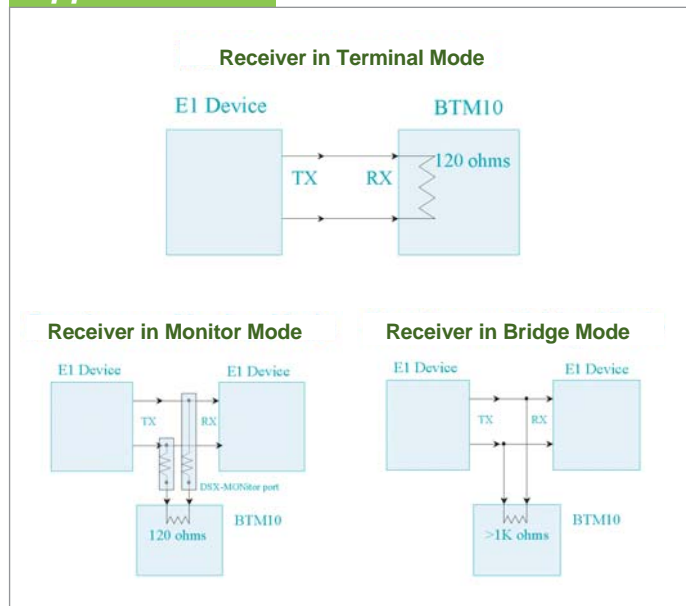 Receiver in Terminal Mode
E1 Device
BTM10
120 ohms
TX
RX
Receiver in Monitor Mode
E1 Device
E1 Device
TX
RX
DSX-MONitor port
120 ohms
BTM10
Receiver in Bridge Mode
E1 Device
E1 Device
TX
RX
>1K ohms
BTM10